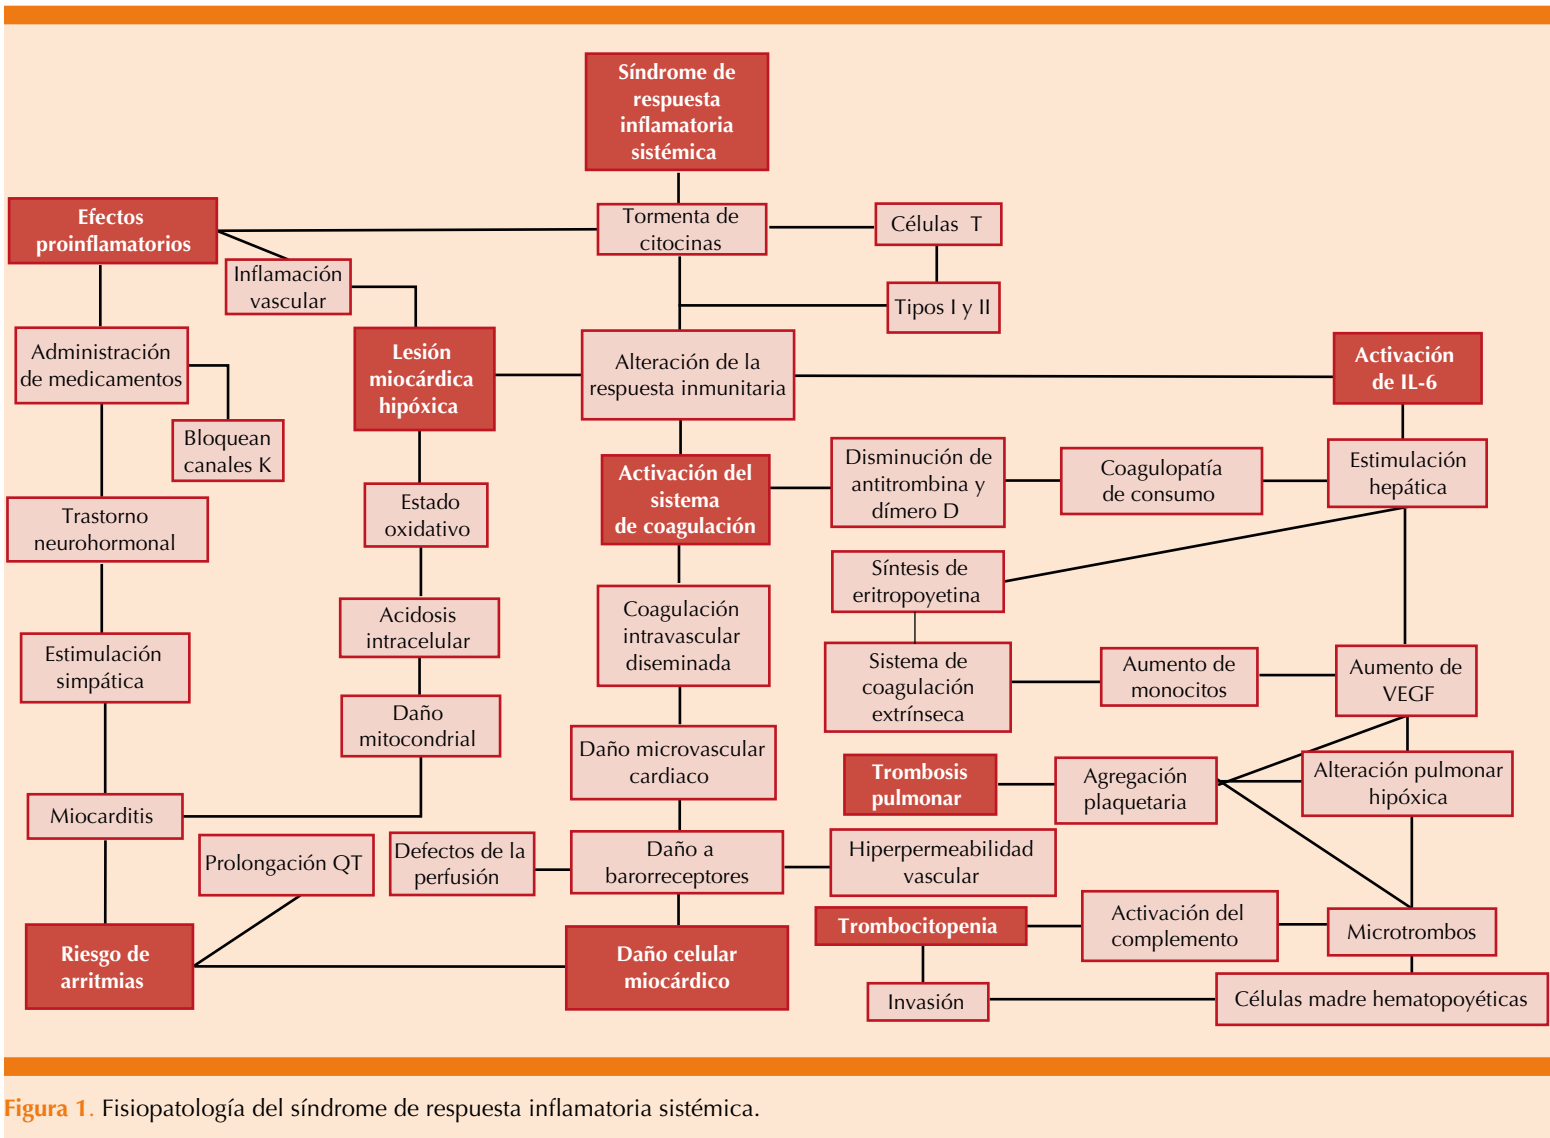 Síndrome de
respuesta
inflamatoria
sistémica
Efectos
proinflamatorios
Tormenta de
citocinas
Células T
Inflamación
vascular
Tipos I y II
Administración
de medicamentos
Lesión
miocárdica
hipóxica
Alteración de la
respuesta inmunitaria
Activación
de IL-6
Bloquean
canales K
Activación del
sistema
de coagulación
Disminución de
antitrombina y
dímero D
Coagulopatía
de consumo
Estimulación
hepática
Trastorno
neurohormonal
Estado
oxidativo
Síntesis de
eritropoyetina
Acidosis
intracelular
Coagulación
intravascular
diseminada
Estimulación
simpática
Sistema de
coagulación
extrínseca
Aumento de
monocitos
Aumento de
VEGF
Daño
mitocondrial
Daño microvascular
cardiaco
Trombosis
pulmonar
Agregación
plaquetaria
Alteración pulmonar
hipóxica
Miocarditis
Prolongación QT
Defectos de la
perfusión
Daño a
barorreceptores
Hiperpermeabilidad
vascular
Trombocitopenia
Activación del
complemento
Microtrombos
Riesgo de
arritmias
Daño celular
miocárdico
Invasión
Células madre hematopoyéticas
Figura 1. Fisiopatología del síndrome de respuesta inflamatoria sistémica.